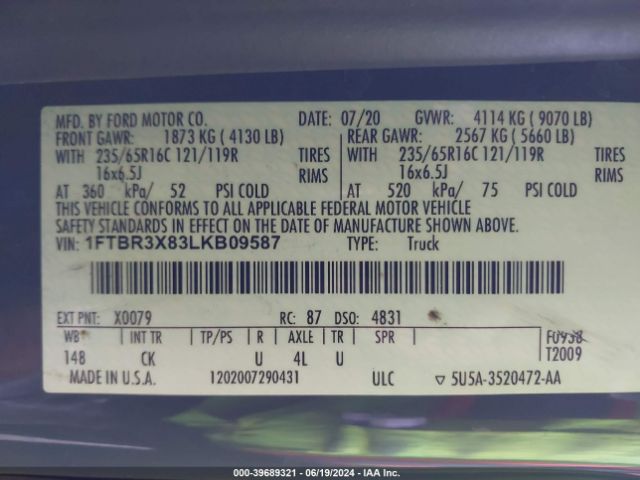 MFD. BY FORD MOTOR CO. DATE: 07/20 GVWR: 4114 KG ( 9070 LB)
FRONT GAWR: 1873 KG ( 4130 LB) REAR GAWR: 2567 KG ( 5660 LB)
WITH 235/65R16C 121/119R TIRES WITH 235/65R16C 121/119R TIRES
16x6.5J RIMS 16x6.5J RIMS
AT 360 kPa/ 52 PSI COLD AT 520 kPa/ 75 PSI COLD
THIS VEHICLE CONFORMS TO ALL APPLICABLE FEDERAL MOTOR VEHICLE
SAFETY STANDARDS IN EFFECT ON THE DATE OF MANUFACTURE SHOWN ABOVE.
VIN: 1FTBR3X83LKB09587 TYPE: Truck
EXT PNT: X0079 RC: 87 DSO: 4831
WB INT TR TP/PS R AXLE TR SPR F0938
148 CK U 4L U T2009
MADE IN U.S.A. 1202007290431 ULC ▽ 5U5A-3520472-AA
000-39689321 - 06/19/2024 - IAA Inc.